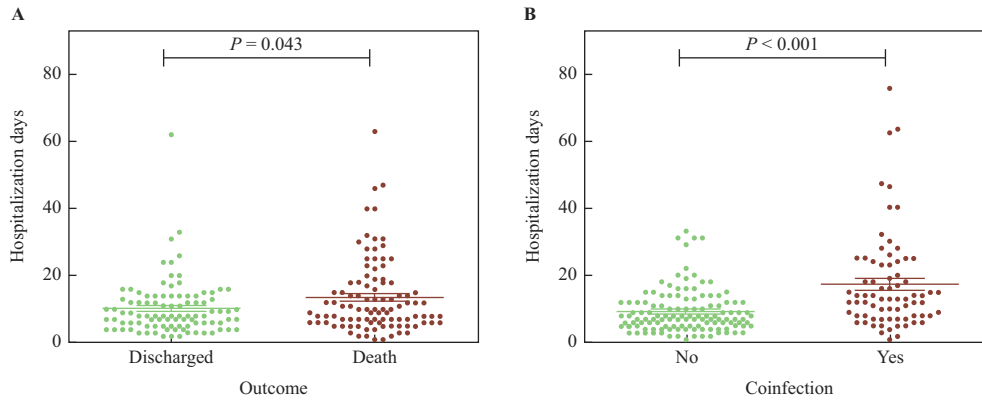 A
P = 0.043
Hospitalization days
80
60
40
20
0
Discharged
Death
Outcome
B
P < 0.001
Hospitalization days
80
60
40
20
0
No
Yes
Coinfection